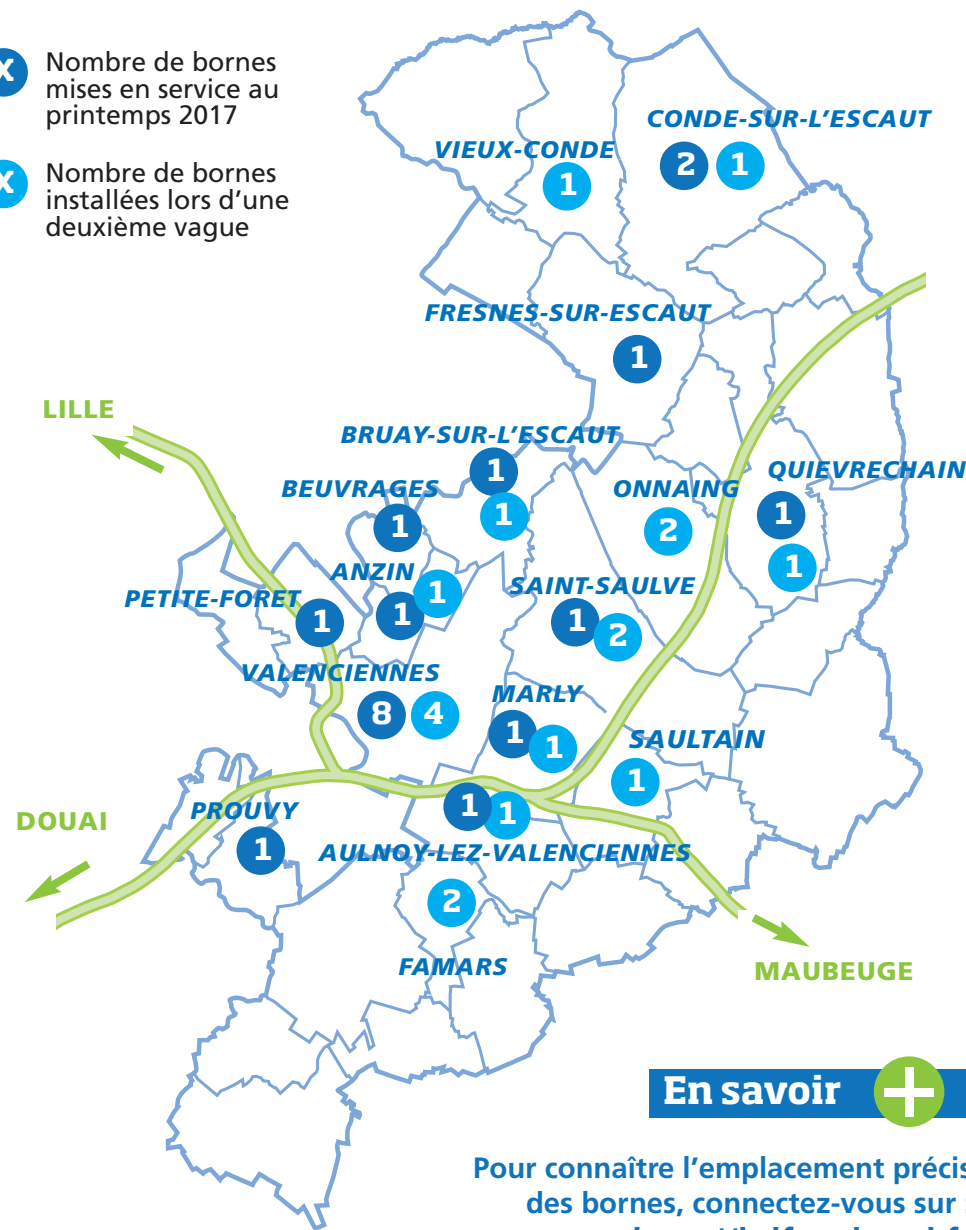 X Nombre de bornes
mises en service au
printemps 2017
X Nombre de bornes
installées lors d'une
deuxième vague
CONDE-SUR-L'ESCAUT
2 1
VIEUX-CONDE
1
FRESNES-SUR-ESCAUT
1
LILLE
BRUAY-SUR-L'ESCAUT
1
1
BEUVRAGES
1
ONNAING
2
QUIEVRECHAIN
1
1
ANZIN
1 1
PETITE-FORET
1
SAINT-SAULVE
1 2
VALENCIENNES
8 4
MARLY
1 1
SAULTAIN
1
DOUAI
PROUVY
1
1 1
AULNOY-LEZ-VALENCIENNES
2
FAMARS
MAUBEUGE
En savoir +
Pour connaître l'emplacement précis
des bornes, connectez-vous sur